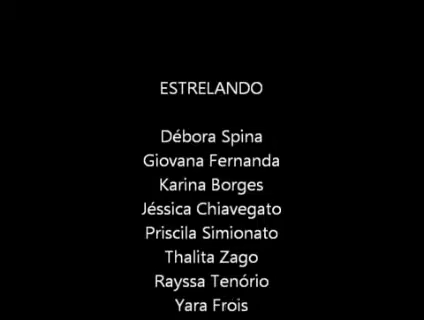 ESTRELANDO
Débora Spina
Giovana Fernanda
Karina Borges
Jéssica Chiavegato
Priscila Simionato
Thalita Zago
Rayssa Tenório
Yara Frois